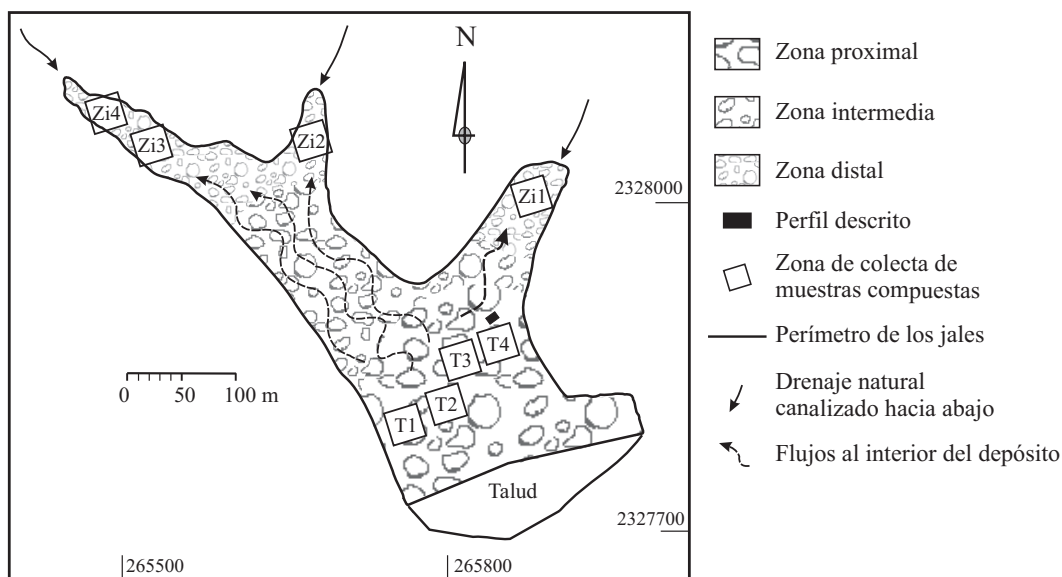 N
Zi4
Zi3
Zi2
Zi1
2328000
T4
T3
T2
T1
0 50 100 m
Talud
2327700
265500
265800
Zona proximal
Zona intermedia
Zona distal
Perfil descrito
Zona de colecta de
muestras compuestas
Perímetro de los jales
Drenaje natural
canalizado hacia abajo
Flujos al interior del depósito